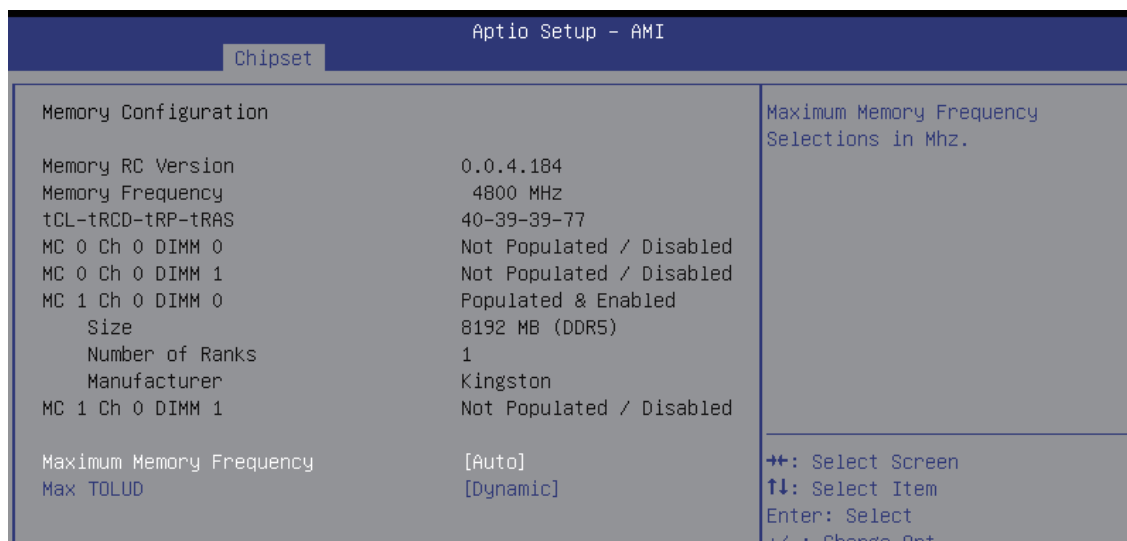 Aptio Setup – AMI
Chipset
Memory Configuration
Memory RC Version 0.0.4.184
Memory Frequency 4800 MHz
tCL-tRCD-tRP-tRAS 40-39-39-77
MC 0 Ch 0 DIMM 0 Not Populated / Disabled
MC 0 Ch 0 DIMM 1 Not Populated / Disabled
MC 1 Ch 0 DIMM 0 Populated & Enabled
Size 8192 MB (DDR5)
Number of Ranks 1
Manufacturer Kingston
MC 1 Ch 0 DIMM 1 Not Populated / Disabled
Maximum Memory Frequency [Auto]
Max TOLUD [Dynamic]
Maximum Memory Frequency
Selections in Mhz.
→←: Select Screen
↑↓: Select Item
Enter: Select
+/-: Change Opt.